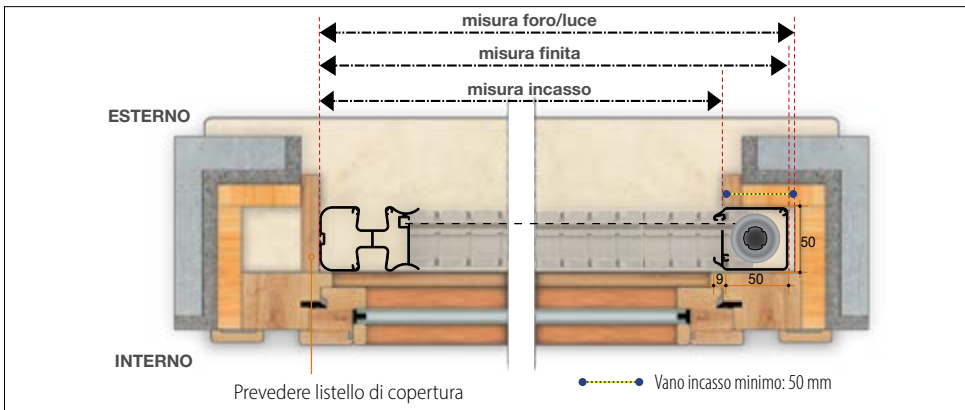 misura foro/luce
misura finita
misura incasso
ESTERNO
50
9 50
INTERNO
Prevedere listello di copertura
Vano incasso minimo: 50 mm